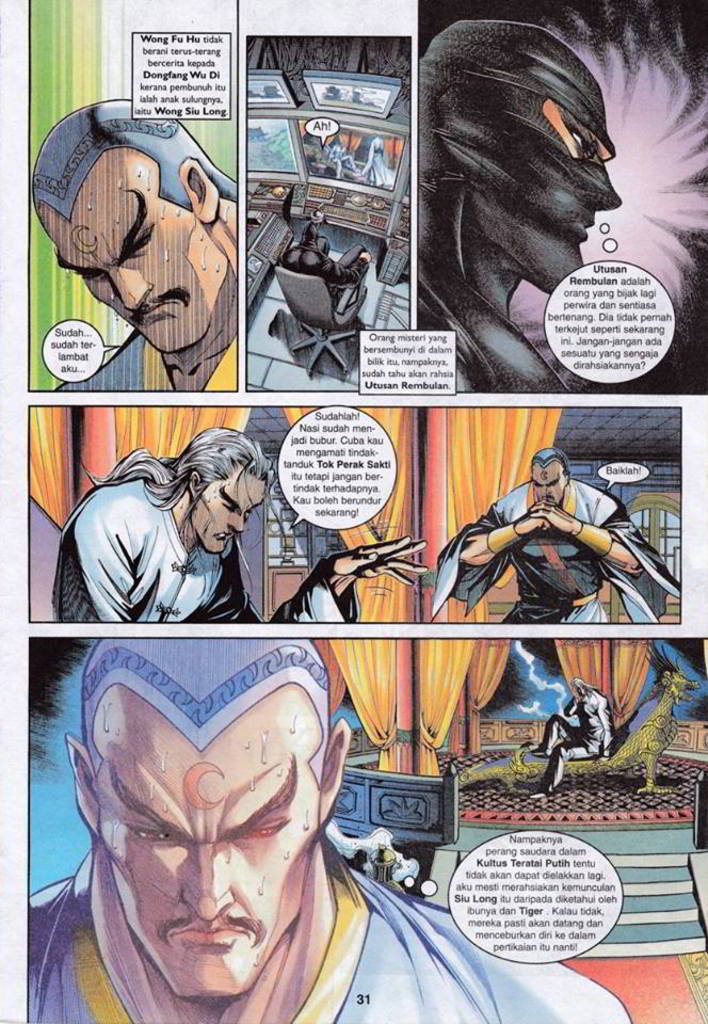 Wong Fu Hu tidak
berani terus-terang
bercerita kepada
Dongfang Wu Di
kerana pembunuh itu
ialah anak sulungnya,
iaitu Wong Siu Long.
Sudah...
sudah ter-
lambat
aku...
Ah!
Orang misteri yang
bersembunyi di dalam
bilik itu, nampaknya,
sudah tahu akan rahsia
Utusan Rembulan.
Utusan
Rembulan adalah
orang yang bijak lagi
perwira dan sentiasa
bertenang. Dia tidak pernah
terkejut seperti sekarang
ini. Jangan-jangan ada
sesuatu yang sengaja
dirahsiakannya?
Sudahlah!
Nasi sudah men-
jadi bubur. Cuba kau
mengamati tindak-
tanduk Tok Perak Sakti
itu tetapi jangan ber-
tindak terhadapnya.
Kau boleh berundur
sekarang!
Baiklah!
Nampaknya
perang saudara dalam
Kultus Teratai Putih tentu
tidak akan dapat dielakkan lagi.
aku mesti merahsiakan kemunculan
Siu Long itu daripada diketahui oleh
ibunya dan Tiger . Kalau tidak,
mereka pasti akan datang dan
menceburkan diri ke dalam
pertikaian itu nanti!
31